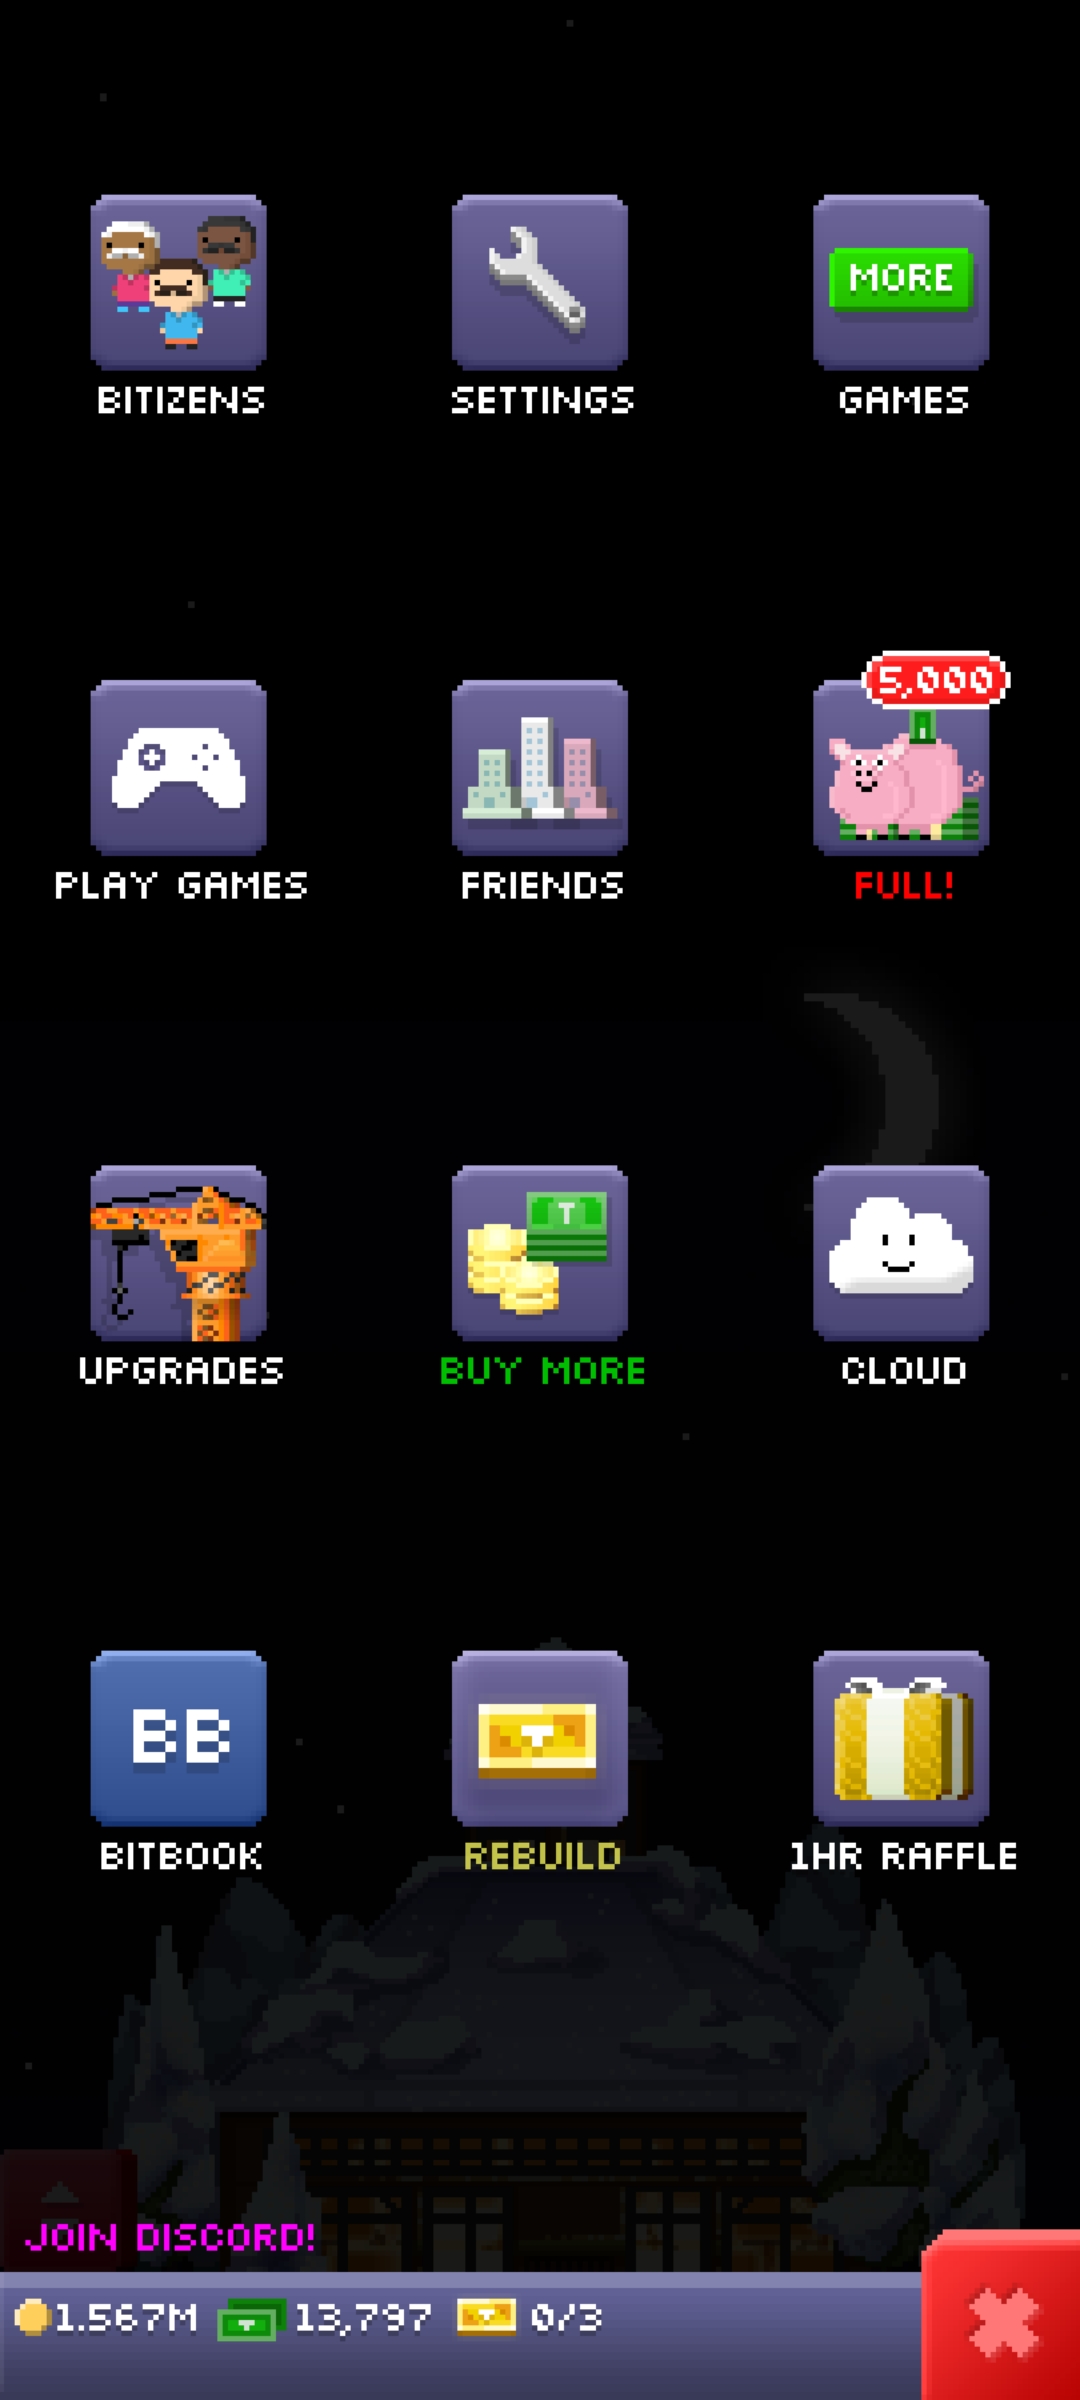 MORE
BITIZENS
SETTINGS
GAMES
5,000
PLAY GAMES
FRIENDS
FULL!
T
UPGRADES
BUY MORE
CLOUD
BB
BITBOOK
REBUILD
1HR RAFFLE
JOIN DISCORD!
1.567M
13,797
0/3